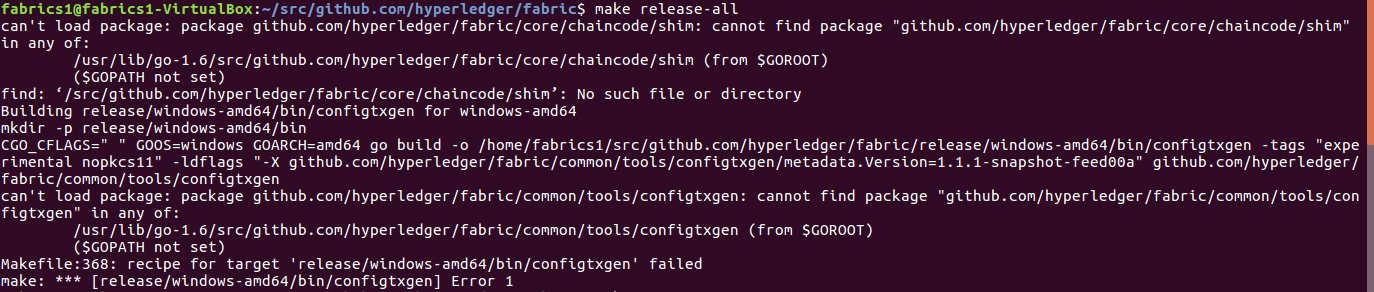 fabrics1@fabrics1-VirtualBox:~/src/github.com/hyperledger/fabric$ make release-all
can't load package: package github.com/hyperledger/fabric/core/chaincode/shim: cannot find package "github.com/hyperledger/fabric/core/chaincode/shim"
in any of:
        /usr/lib/go-1.6/src/github.com/hyperledger/fabric/core/chaincode/shim (from $GOROOT)
        ($GOPATH not set)
find: ‘/src/github.com/hyperledger/fabric/core/chaincode/shim’: No such file or directory
Building release/windows-amd64/bin/configtxgen for windows-amd64
mkdir -p release/windows-amd64/bin
CGO_CFLAGS=" " GOOS=windows GOARCH=amd64 go build -o /home/fabrics1/src/github.com/hyperledger/fabric/release/windows-amd64/bin/configtxgen -tags "expe
rimental nopkcs11" -ldflags "-X github.com/hyperledger/fabric/common/tools/configtxgen/metadata.Version=1.1.1-snapshot-feed00a" github.com/hyperledger/
fabric/common/tools/configtxgen
can't load package: package github.com/hyperledger/fabric/common/tools/configtxgen: cannot find package "github.com/hyperledger/fabric/common/tools/con
figtxgen" in any of:
        /usr/lib/go-1.6/src/github.com/hyperledger/fabric/common/tools/configtxgen (from $GOROOT)
        ($GOPATH not set)
Makefile:368: recipe for target 'release/windows-amd64/bin/configtxgen' failed
make: *** [release/windows-amd64/bin/configtxgen] Error 1